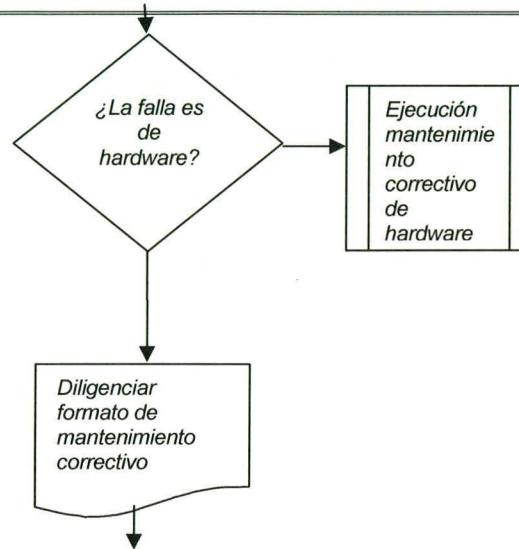 ¿La falla es
de
hardware?
Ejecución
mantenimie
nto
correctivo
de
hardware
Diligenciar
formato de
mantenimiento
correctivo